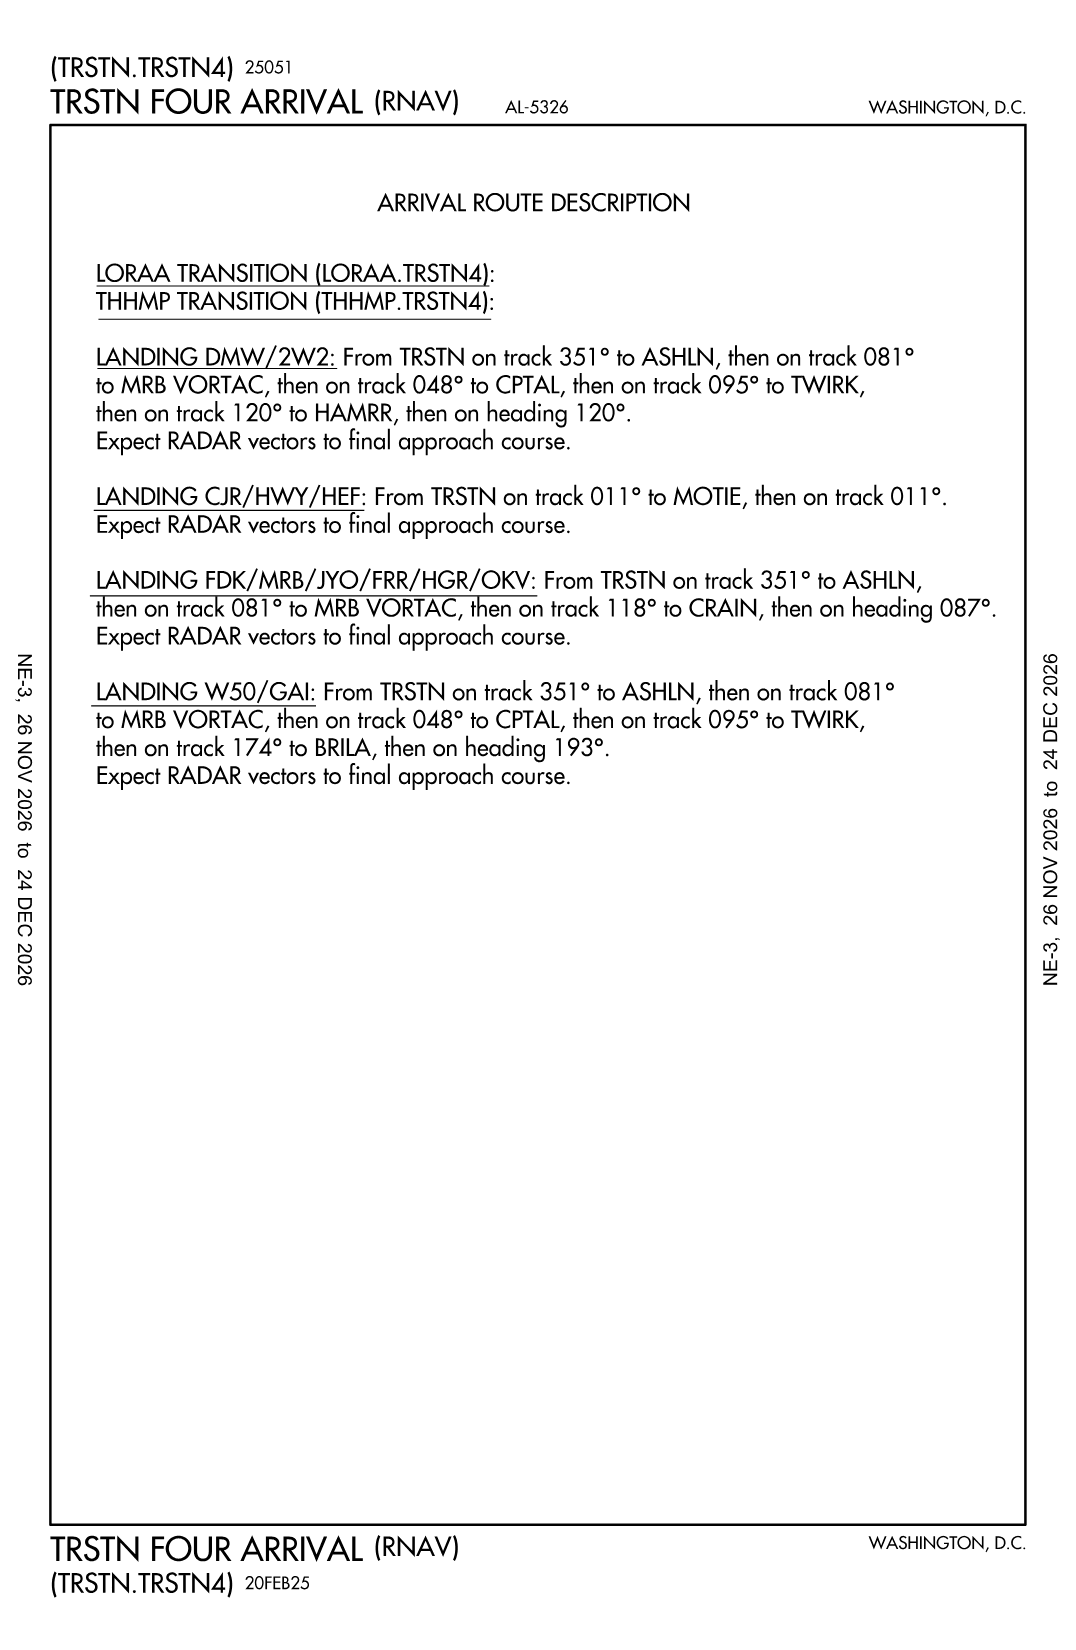 (TRSTN.TRSTN4) 25051
TRSTN FOUR ARRIVAL (RNAV) AL-5326 WASHINGTON, D.C.
ARRIVAL ROUTE DESCRIPTION
LORAA TRANSITION (LORAA.TRSTN4):
THHMP TRANSITION (THHMP.TRSTN4):
LANDING DMW/2W2: From TRSTN on track 351° to ASHLN, then on track 081°
to MRB VORTAC, then on track 048° to CPTAL, then on track 095° to TWIRK,
then on track 120° to HAMRR, then on heading 120°.
Expect RADAR vectors to final approach course.
LANDING CJR/HWY/HEF: From TRSTN on track 011° to MOTIE, then on track 011°.
Expect RADAR vectors to final approach course.
LANDING FDK/MRB/JYO/FRR/HGR/OKV: From TRSTN on track 351° to ASHLN,
then on track 081° to MRB VORTAC, then on track 118° to CRAIN, then on heading 087°.
Expect RADAR vectors to final approach course.
LANDING W50/GAI: From TRSTN on track 351° to ASHLN, then on track 081°
to MRB VORTAC, then on track 048° to CPTAL, then on track 095° to TWIRK,
then on track 174° to BRILA, then on heading 193°.
Expect RADAR vectors to final approach course.
NE-3, 26 NOV 2026 to 24 DEC 2026
NE-3, 26 NOV 2026 to 24 DEC 2026
TRSTN FOUR ARRIVAL (RNAV) WASHINGTON, D.C.
(TRSTN.TRSTN4) 20FEB25